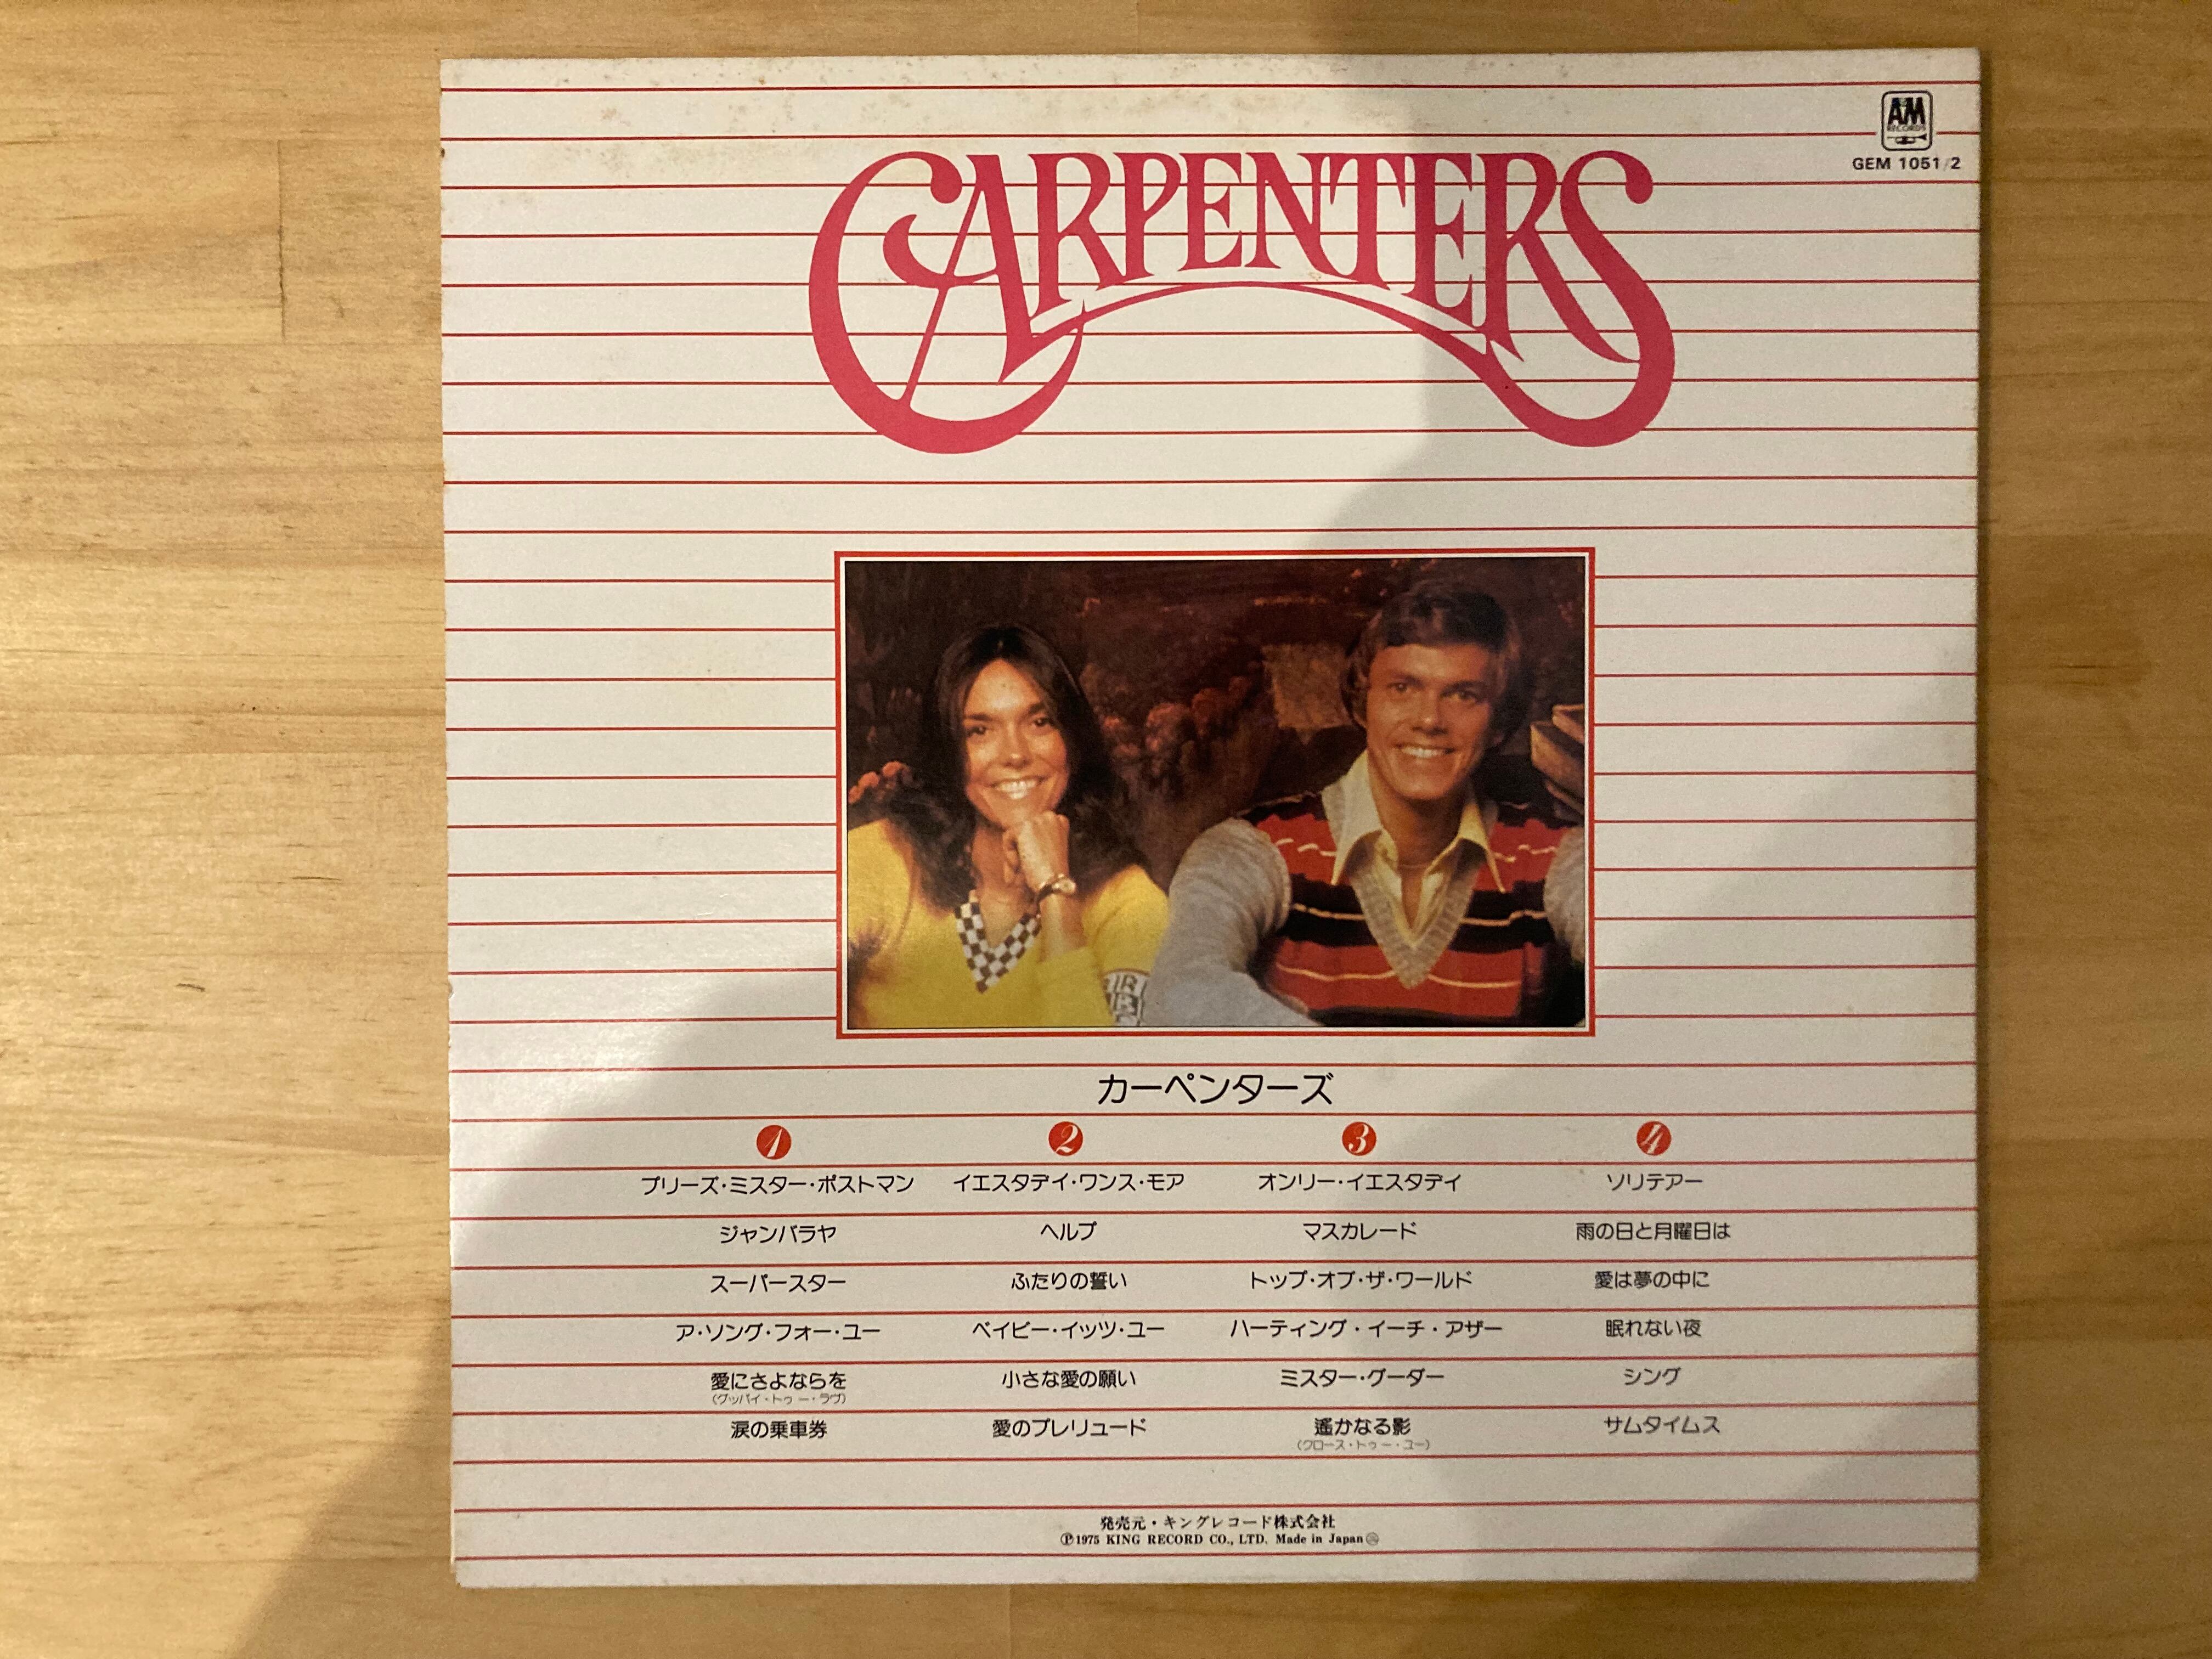 A&M
RECORDS
GEM 1051/2
CARPENTERS
カーペンターズ
1
プリーズ・ミスター・ポストマン
ジャンバラヤ
スーパースター
ア・ソング・フォー・ユー
愛にさよならを
(グッバイ・トゥー・ラヴ)
涙の乗車券
2
イエスタデイ・ワンス・モア
ヘルプ
ふたりの誓い
ベイビー・イッツ・ユー
小さな愛の願い
愛のプレリュード
3
オンリー・イエスタデイ
マスカレード
トップ・オブ・ザ・ワールド
ハーティング・イーチ・アザー
ミスター・グーダー
遙かなる影
(クロース・トゥー・ユー)
4
ソリテアー
雨の日と月曜日は
愛は夢の中に
眠れない夜
シング
サムタイムス
発売元・キングレコード株式会社
Ⓟ1975 KING RECORD CO., LTD. Made in Japan